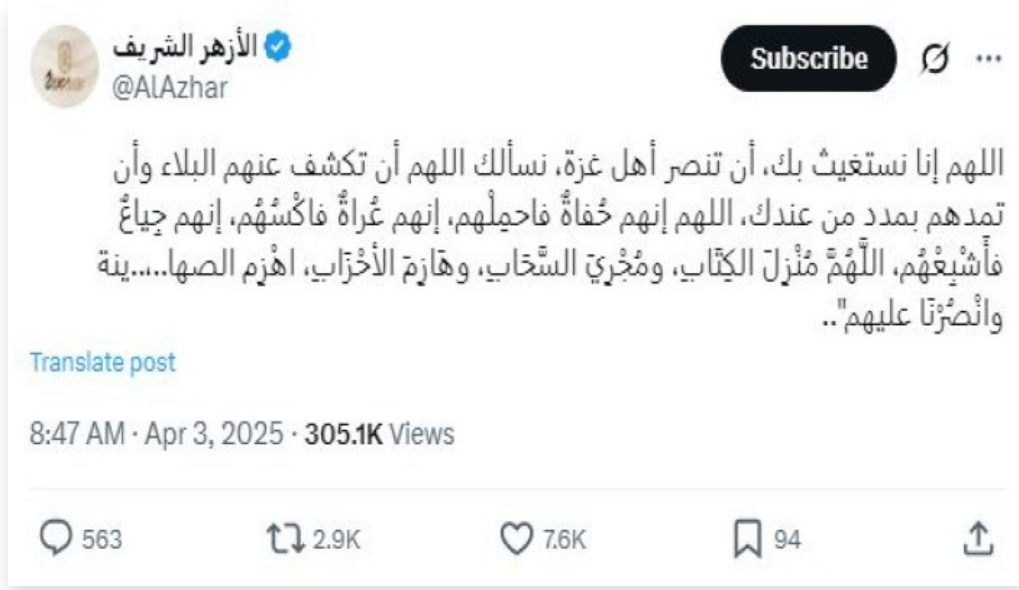 الأزهر الشريف
@AlAzhar
Subscribe
اللهم إنا نستغيث بك، أن تنصر أهل غزة، نسألك اللهم أن تكشف عنهم البلاء وأن
تمدهم بمدد من عندك، اللهم إنهم حُفاةٌ فاحمِلْهم، إنهم عُراةٌ فاكْسُهُم، إنهم جِياعٌ
فأَشْبِعْهُم، اللَّهُمَّ مُنْزِلَ الكِتَابِ، ومُجْرِيَ السَّحَابِ، وهَازِمَ الأحْزَابِ، اهْزِم الصها.....ينة
وانْصُرْنَا عليهم"..
Translate post
8:47 AM · Apr 3, 2025 · 305.1K Views
563 2.9K 7.6K 94